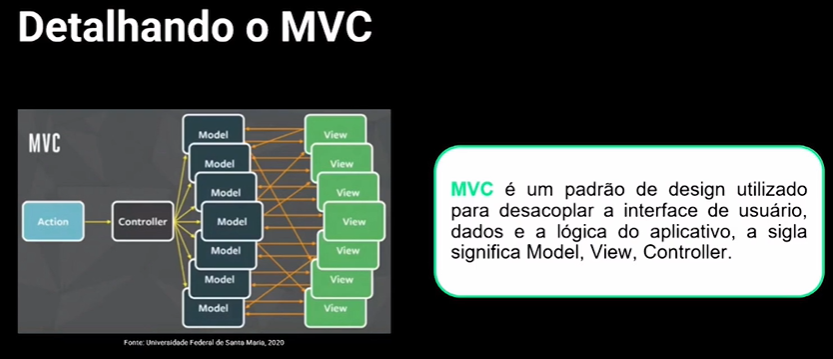 Detalhando o MVC
MVC
Action
Controller
Model
Model
Model
Model
Model
Model
Model
View
View
View
View
View
View
View
Fonte: Universidade Federal de Santa Maria, 2020
MVC é um padrão de design utilizado
para desacoplar a interface de usuário,
dados e a lógica do aplicativo, a sigla
significa Model, View, Controller.